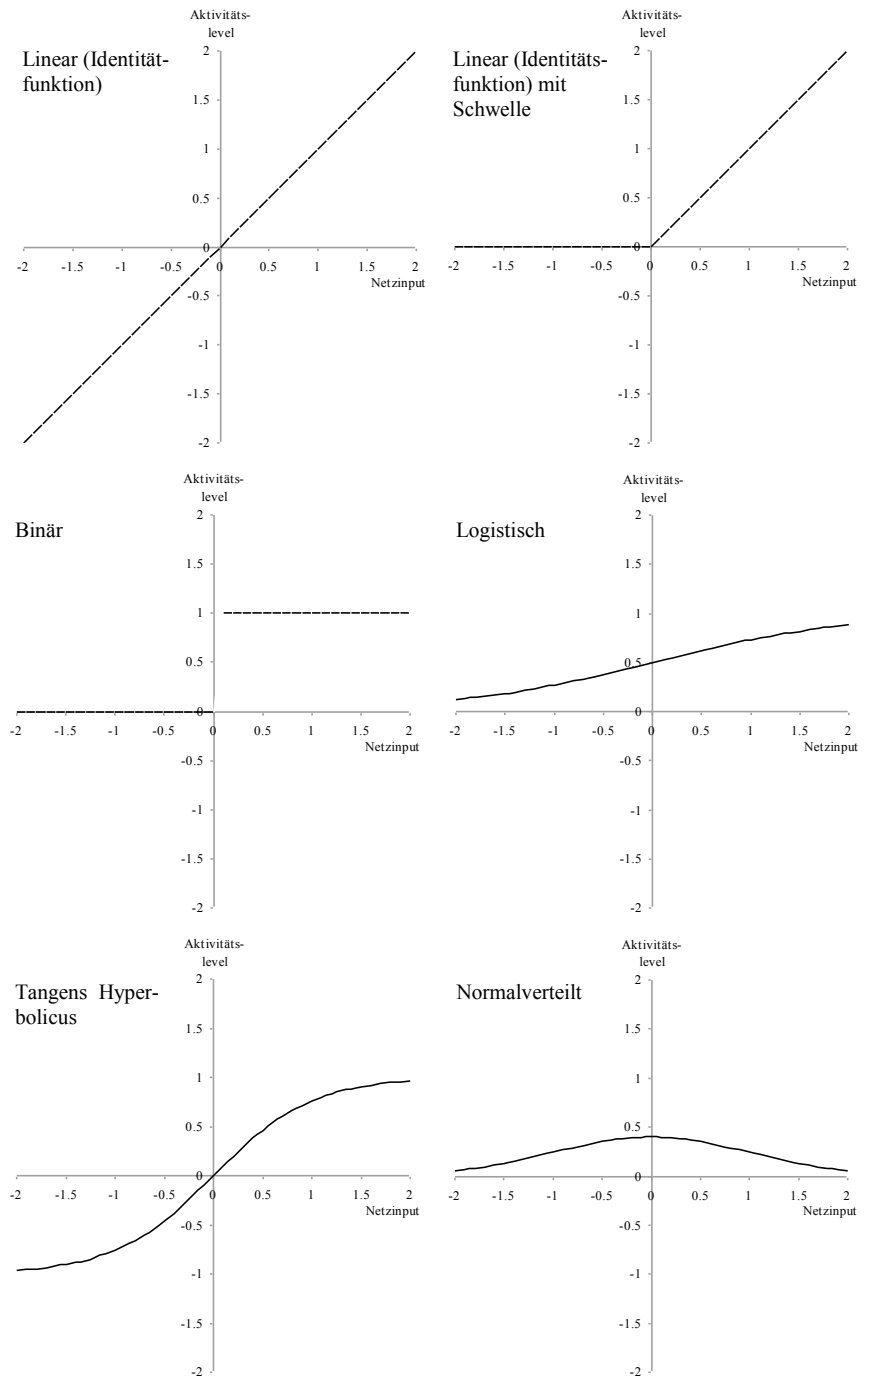 Aktivitäts-
level
Linear (Identität-
funktion)
2
1.5
1
0.5
0
-2 -1.5 -1 -0.5 0 0.5 1 1.5 2
Netzinput
-0.5
-1
-1.5
-2
Aktivitäts-
level
Linear (Identitäts-
funktion) mit
Schwelle
2
1.5
1
0.5
0
-2 -1.5 -1 -0.5 0 0.5 1 1.5 2
Netzinput
-0.5
-1
-1.5
-2
Aktivitäts-
level
Binär
2
1.5
1
0.5
0
-2 -1.5 -1 -0.5 0 0.5 1 1.5 2
Netzinput
-0.5
-1
-1.5
-2
Aktivitäts-
level
Logistisch
2
1.5
1
0.5
0
-2 -1.5 -1 -0.5 0 0.5 1 1.5 2
Netzinput
-0.5
-1
-1.5
-2
Aktivitäts-
level
Tangens Hyper-
bolicus
2
1.5
1
0.5
0
-2 -1.5 -1 -0.5 0 0.5 1 1.5 2
Netzinput
-0.5
-1
-1.5
-2
Aktivitäts-
level
Normalverteilt
2
1.5
1
0.5
0
-2 -1.5 -1 -0.5 0 0.5 1 1.5 2
Netzinput
-0.5
-1
-1.5
-2